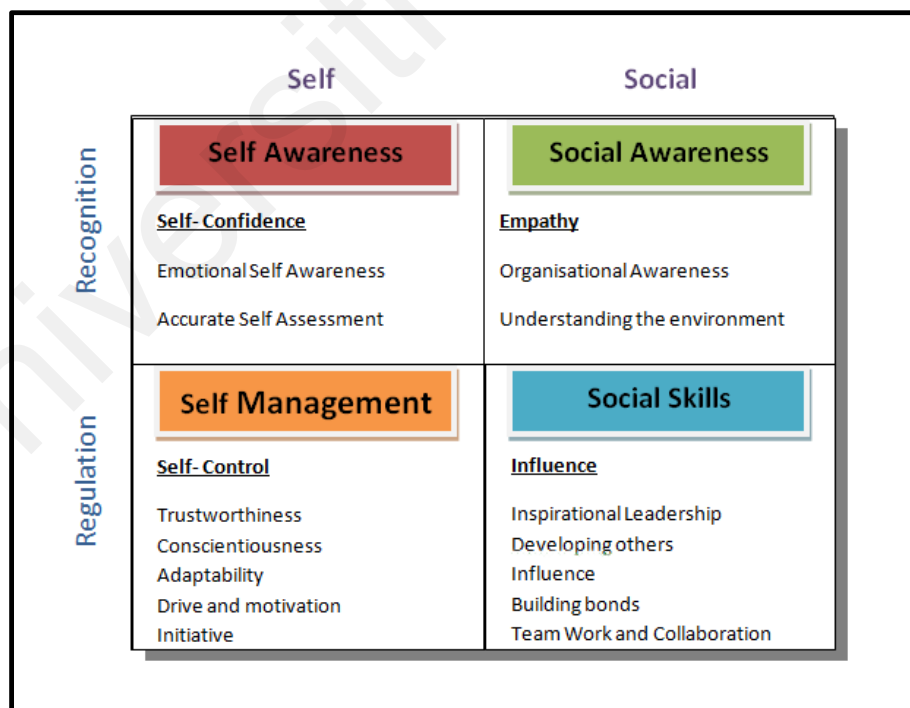 Self Social
Recognition
Self Awareness
Self- Confidence
Emotional Self Awareness
Accurate Self Assessment
Social Awareness
Empathy
Organisational Awareness
Understanding the environment
Regulation
Self Management
Self- Control
Trustworthiness
Conscientiousness
Adaptability
Drive and motivation
Initiative
Social Skills
Influence
Inspirational Leadership
Developing others
Influence
Building bonds
Team Work and Collaboration